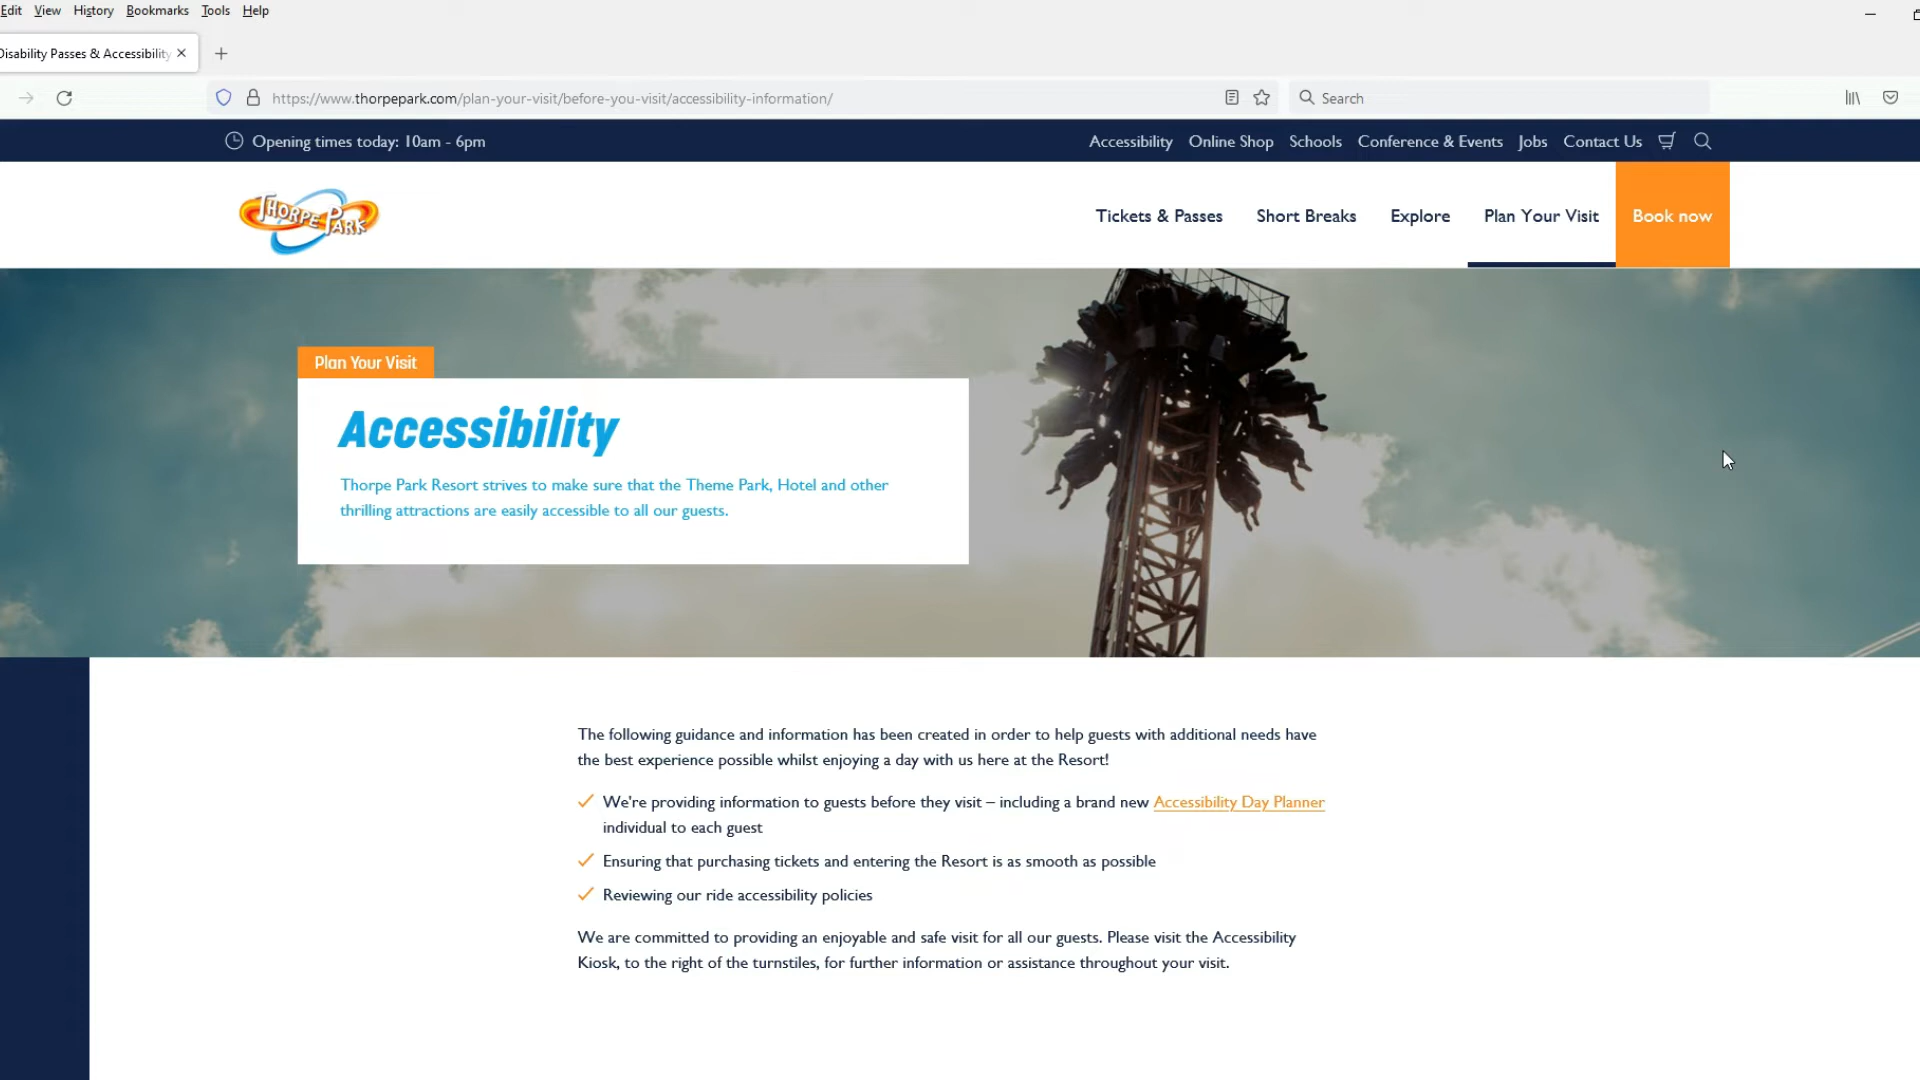 Edit View History Bookmarks Tools Help
Disability Passes & Accessibility
https://www.thorpepark.com/plan-your-visit/before-you-visit/accessibility-information/
Search
Opening times today: 10am - 6pm
Accessibility Online Shop Schools Conference & Events Jobs Contact Us
THORPE PARK
Tickets & Passes Short Breaks Explore Plan Your Visit Book now
Plan Your Visit
Accessibility
Thorpe Park Resort strives to make sure that the Theme Park, Hotel and other
thrilling attractions are easily accessible to all our guests.
The following guidance and information has been created in order to help guests with additional needs have
the best experience possible whilst enjoying a day with us here at the Resort!
We're providing information to guests before they visit – including a brand new Accessibility Day Planner
individual to each guest
Ensuring that purchasing tickets and entering the Resort is as smooth as possible
Reviewing our ride accessibility policies
We are committed to providing an enjoyable and safe visit for all our guests. Please visit the Accessibility
Kiosk, to the right of the turnstiles, for further information or assistance throughout your visit.